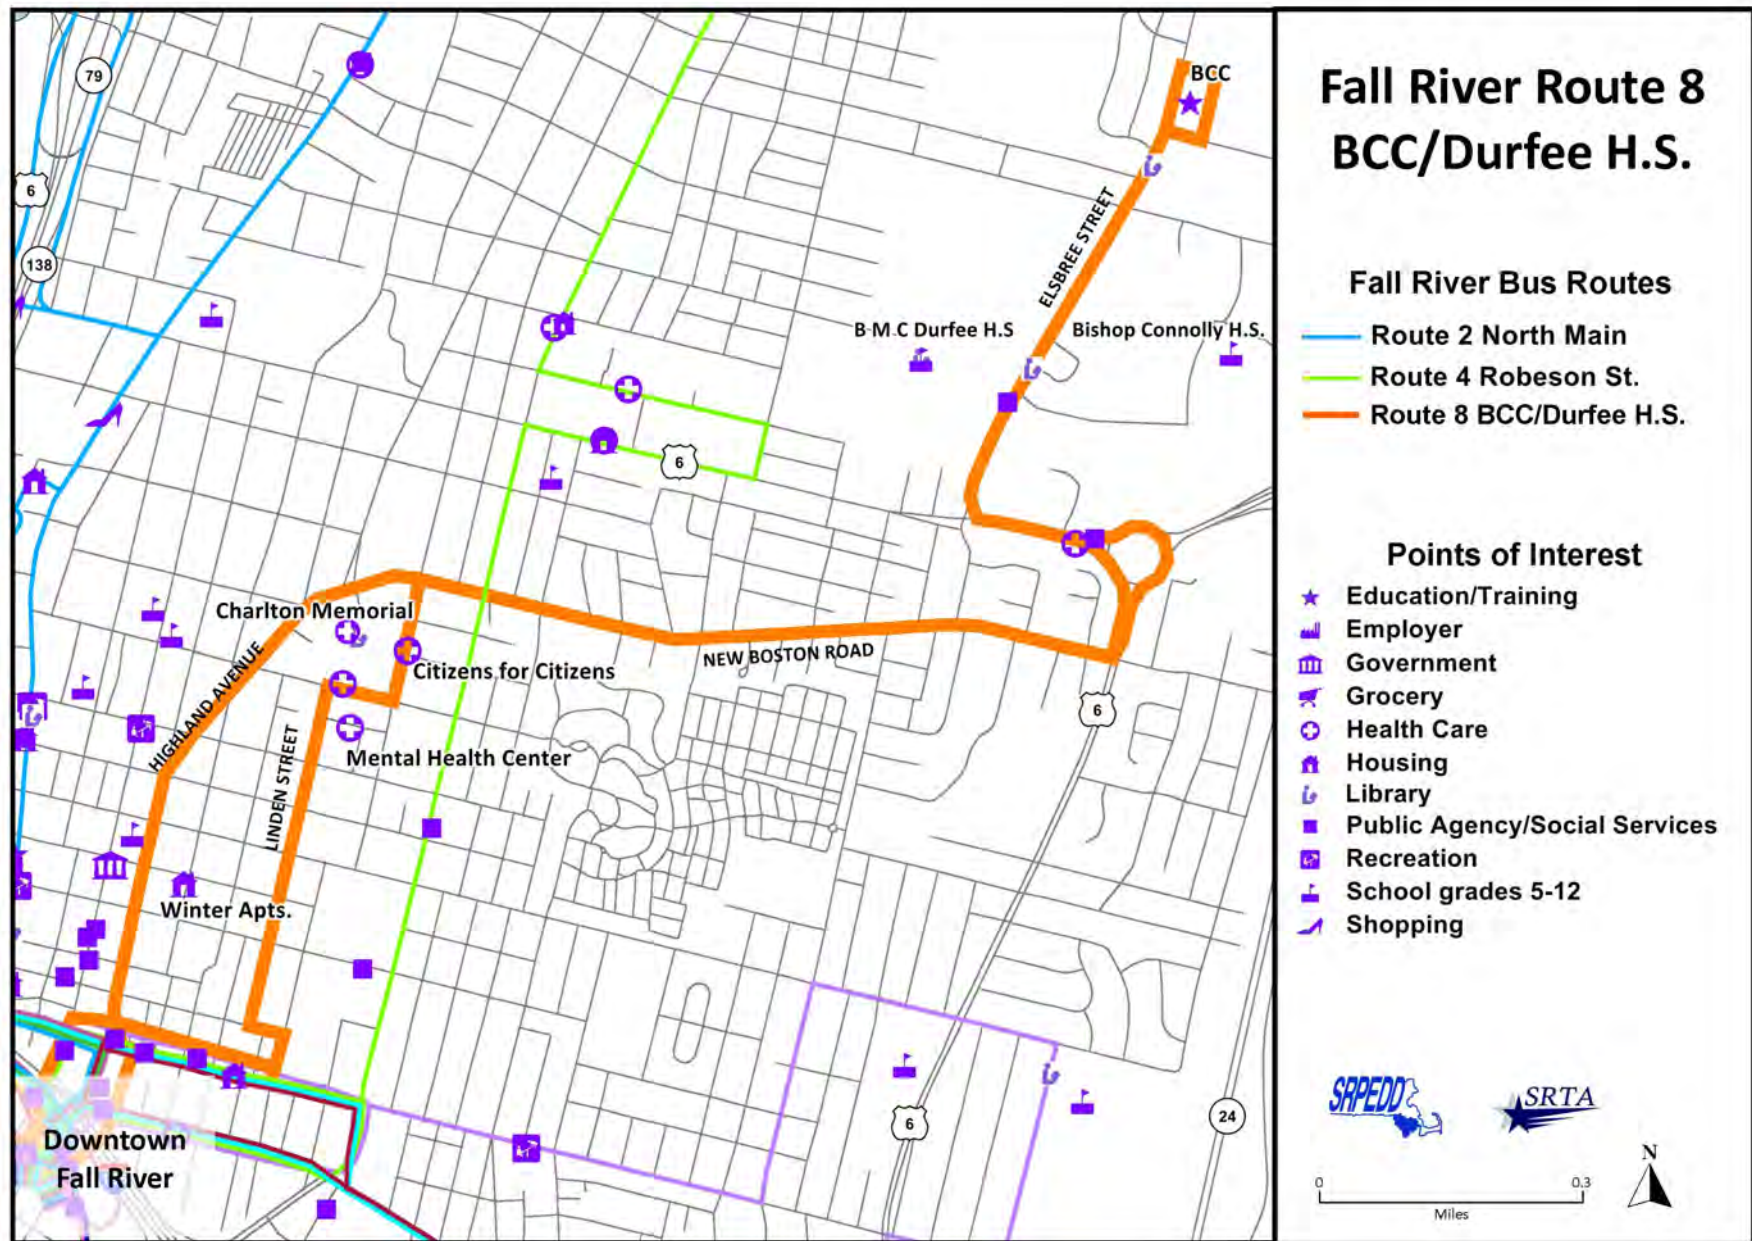 79
6
138
BCC
ELSBREE STREET
B M C Durfee H.S
Bishop Connolly H.S.
6
Charlton Memorial
Citizens for Citizens
NEW BOSTON ROAD
HIGHLAND AVENUE
6
LINDEN STREET
Mental Health Center
Winter Apts.
6
24
Downtown
Fall River
Fall River Route 8
BCC/Durfee H.S.
Fall River Bus Routes
Route 2 North Main
Route 4 Robeson St.
Route 8 BCC/Durfee H.S.
Points of Interest
Education/Training
Employer
Government
Grocery
Health Care
Housing
Library
Public Agency/Social Services
Recreation
School grades 5-12
Shopping
SRPEDD
SRTA
N
0 0.3
Miles